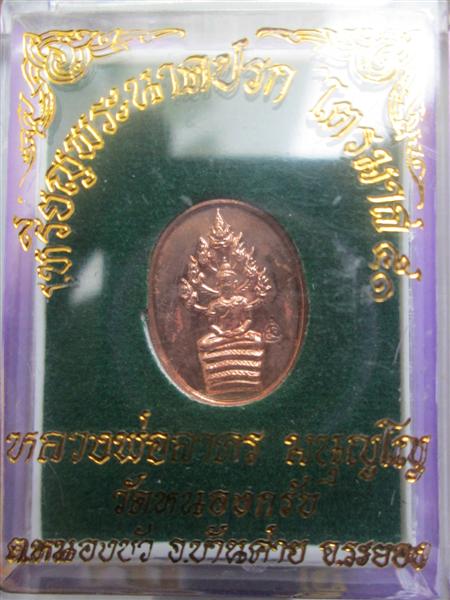 เหรียญพระนาคปรก ไตรมาส ๕๑
หลวงพ่อสาคร มนุญฺโญ
วัดหนองกรับ
ต.หนองบัว อ.บ้านค่าย จ.ระยอง